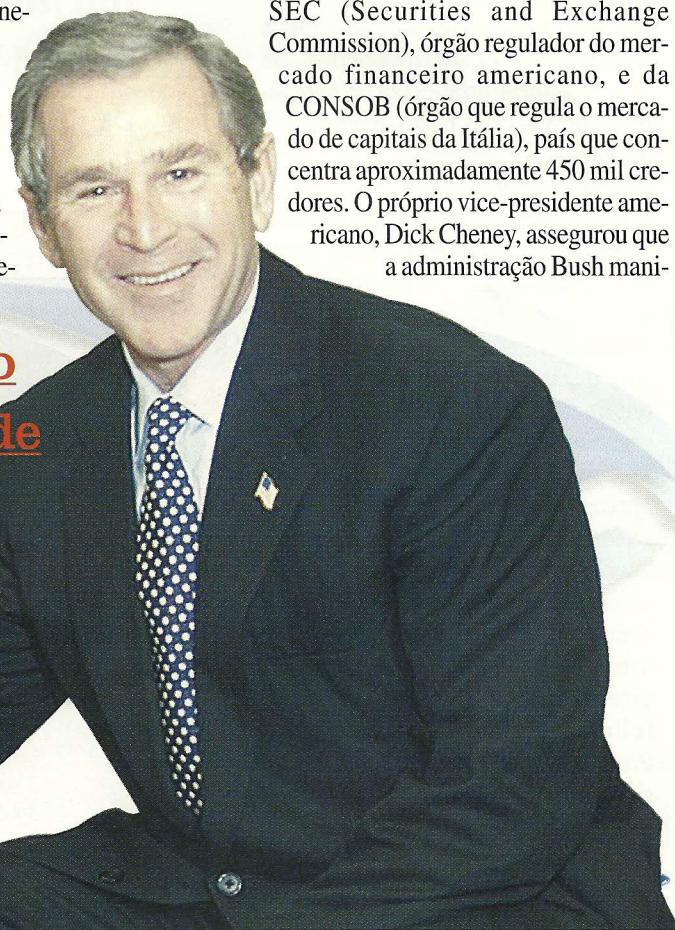 ne-
-
e-
o
de
SEC (Securities and Exchange
Commission), órgão regulador do mer-
cado financeiro americano, e da
CONSOB (órgão que regula o merca-
do de capitais da Itália), país que con-
centra aproximadamente 450 mil cre-
dores. O próprio vice-presidente ame-
ricano, Dick Cheney, assegurou que
a administração Bush mani-